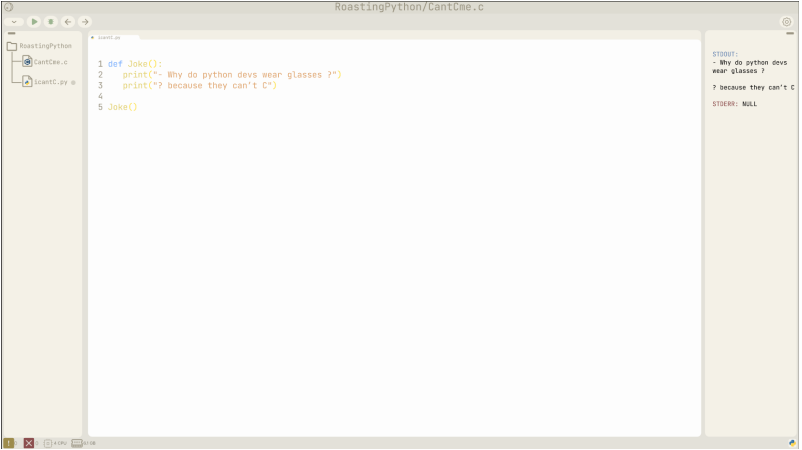 RoastingPython/CantCme.c
RoastingPython
CantCme.c
icantC.py
icantC.py
1 def Joke():
2 print("- Why do python devs wear glasses ?")
3 print("? because they can't C")
4
5 Joke()
STDOUT:
- Why do python devs
wear glasses ?
? because they can't C
STDERR: NULL
! X 4 CPU